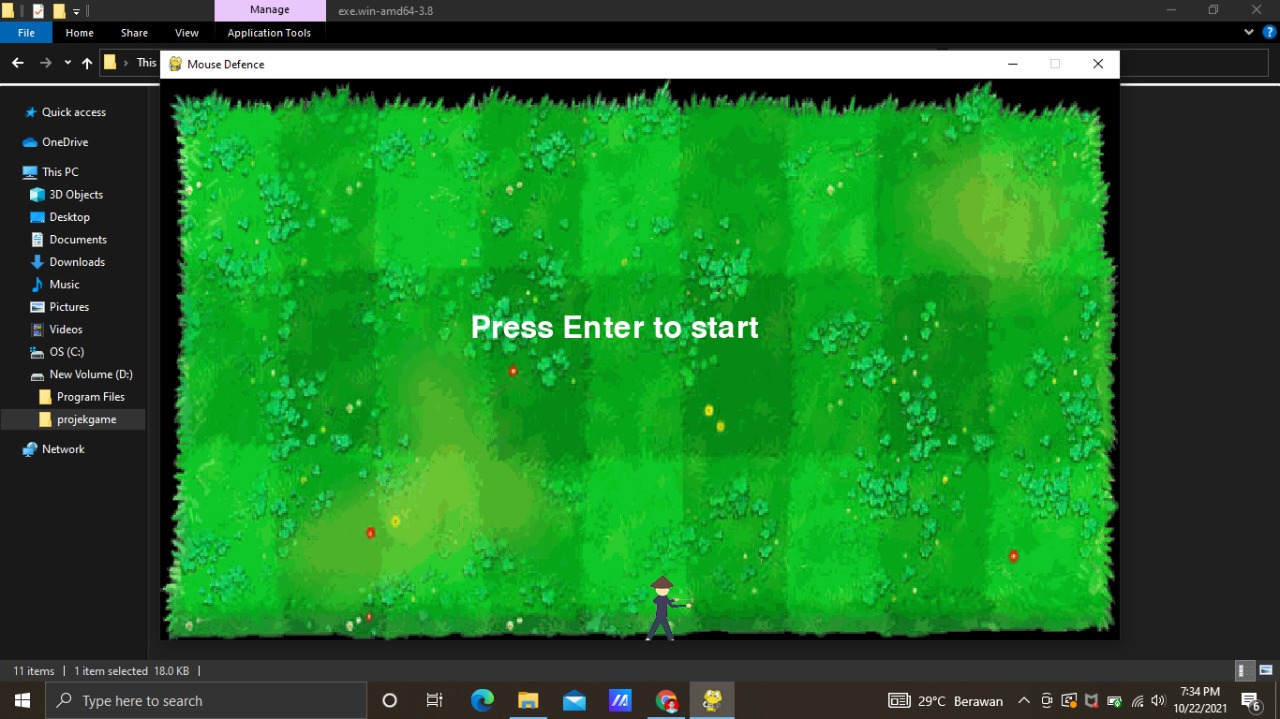 Manage
exe.win-amd64-3.8
File
Home
Share
View
Application Tools
This
Mouse Defence
Quick access
OneDrive
This PC
3D Objects
Desktop
Documents
Downloads
Music
Pictures
Videos
OS (C:)
New Volume (D:)
Program Files
projekgame
Network
Press Enter to start
11 items
1 item selected 18.0 KB
Type here to search
29°C Berawan
7:34 PM
10/22/2021
6